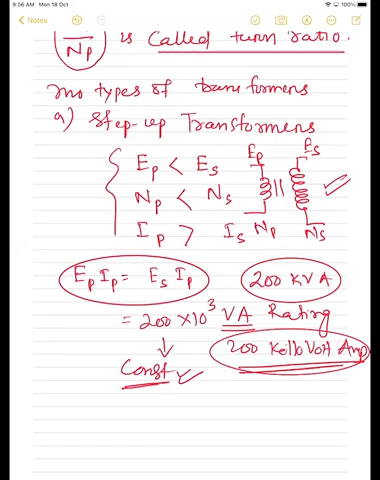 9:56 AM Mon 18 Oct 100%
Notes
Np is called turn ratio.
Two types of transformers
a) Step-up Transformers
Ep < Es Ep Es
Np < Ns
Ip > Is Np Ns
Ep Ip = Es Ip 200 KVA
= 200 × 10³ VA Rating
200 Kello Volt Amp
Const